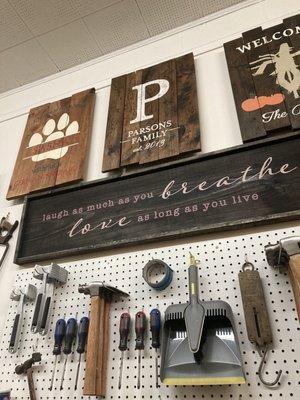 WELCOME
P
PARSONS
FAMILY
est 2013
The
laugh as much as you breathe
love as long as you live